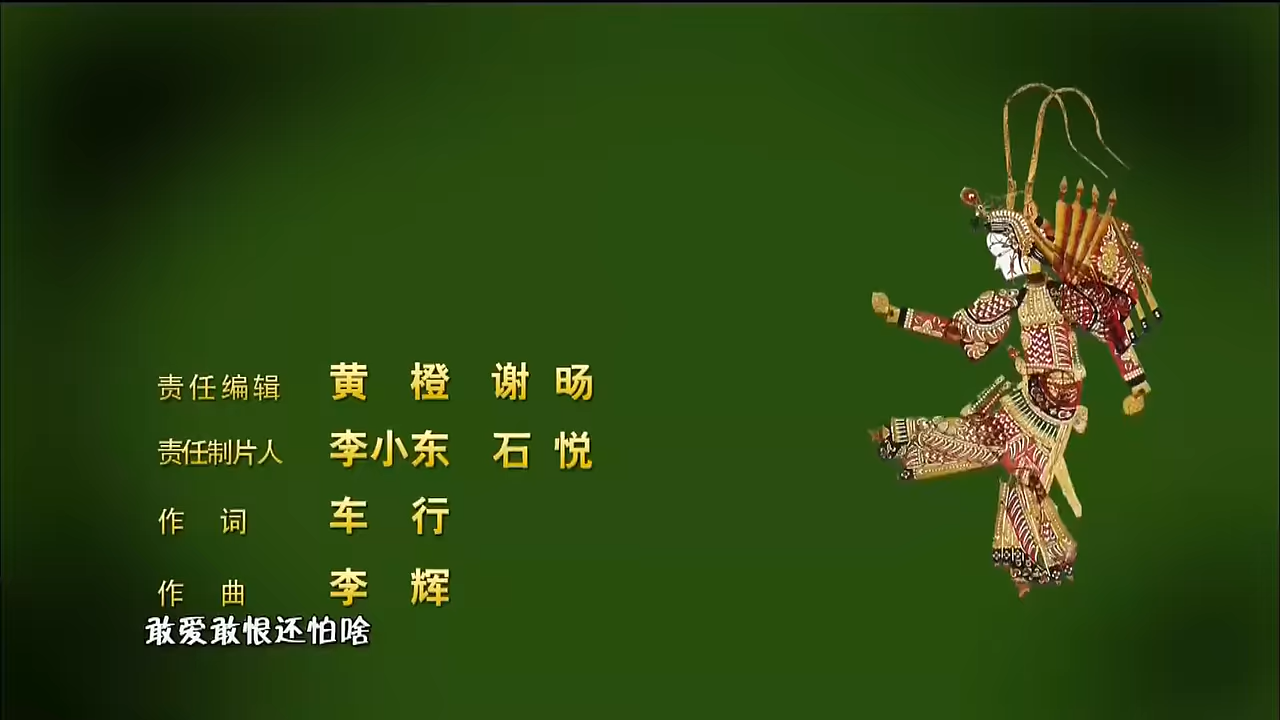 责任编辑 黄 橙 谢 旸
责任制片人 李小东 石 悦
作 词 车 行
作 曲 李 辉
敢爱敢恨还怕啥